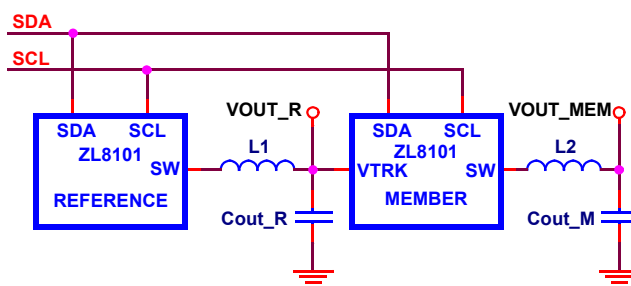 SDA
SCL
VOUT_R
VOUT_MEM
SDA SCL
ZL8101
SW
REFERENCE
L1
Cout_R
SDA SCL
ZL8101
VTRK SW
MEMBER
L2
Cout_M